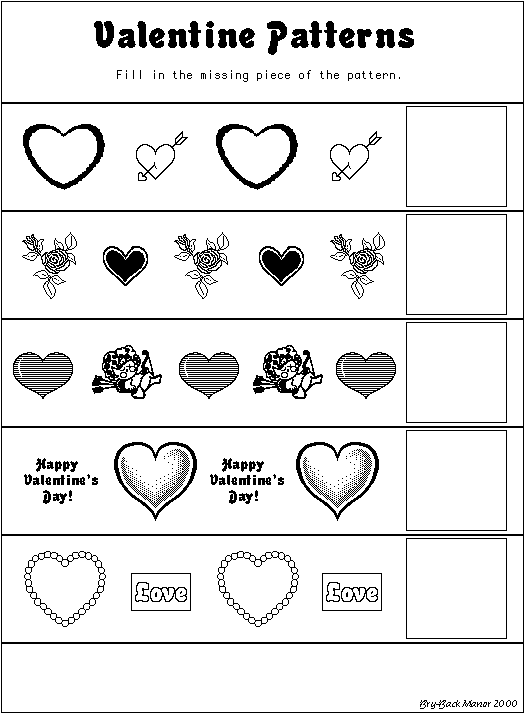 Valentine Patterns
Fill in the missing piece of the pattern.
Happy
Valentine's
Day!
Happy
Valentine's
Day!
Love
Love
Bry-Back Manor 2000